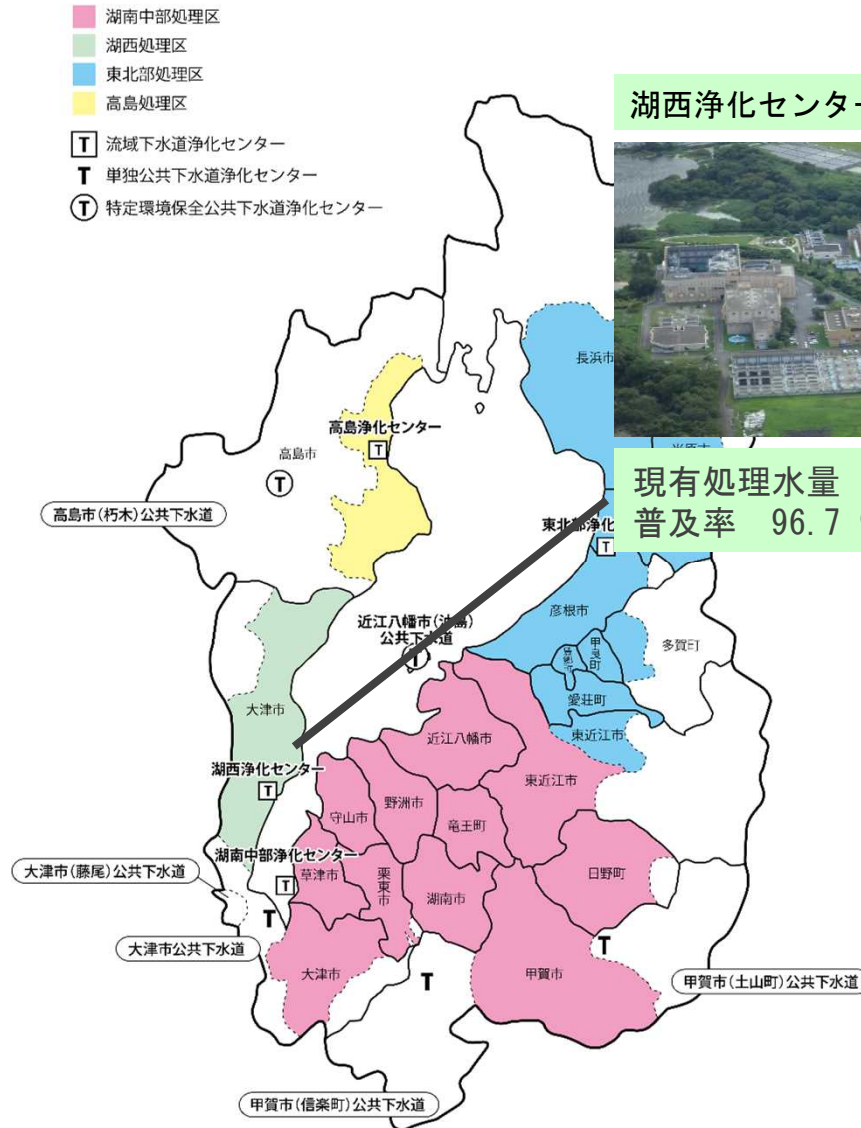 湖南中部処理区
湖西処理区
東北部処理区
高島処理区
T 流域下水道浄化センター
T 単独公共下水道浄化センター
T 特定環境保全公共下水道浄化センター
湖西浄化センタ
長浜市
高島浄化センター
T
高島市
T
高島市(朽木)公共下水道
現有処理水量
普及率 96.7
東北部浄化
T
彦根市
多賀町
甲良町
愛荘町
東近江市
近江八幡市(沖島)
公共下水道
T
大津市
湖西浄化センター
T
近江八幡市
東近江市
野洲市
守山市
竜王町
湖南中部浄化センター
T
草津市
栗東市
湖南市
日野町
大津市(藤尾)公共下水道
T
大津市公共下水道
大津市
T
甲賀市
T
甲賀市(土山町)公共下水道
甲賀市(信楽町)公共下水道